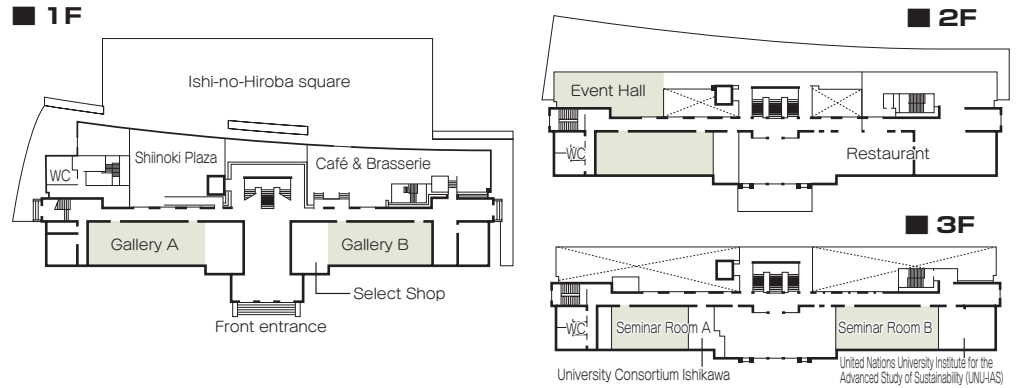 ■ 1F
Ishi-no-Hiroba square
Shiinoki Plaza
Café & Brasserie
WC
Gallery A
Gallery B
Select Shop
Front entrance
■ 2F
Event Hall
WC
Restaurant
■ 3F
WC
Seminar Room A
Seminar Room B
University Consortium Ishikawa
United Nations University Institute for the
Advanced Study of Sustainability (UNU-IAS)